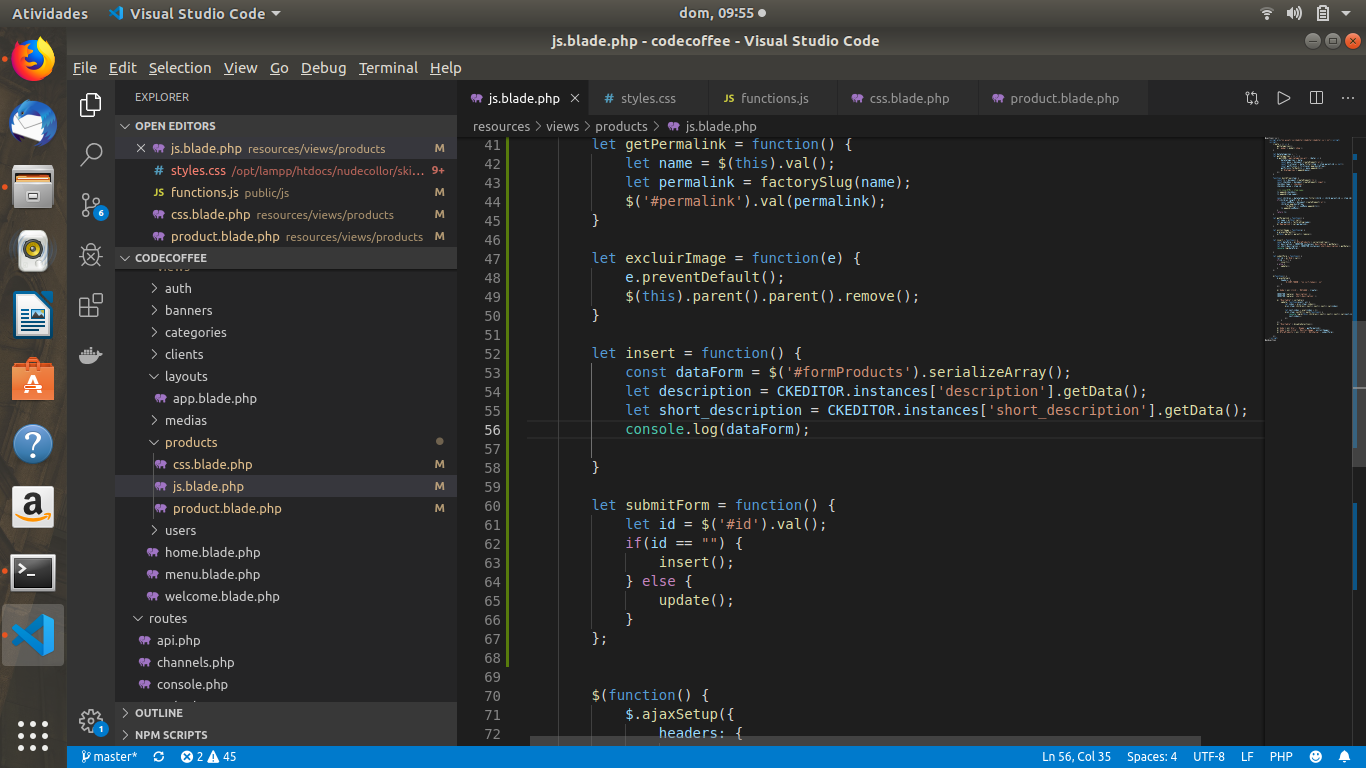 Atividades Visual Studio Code dom, 09:55
js.blade.php - codecoffee - Visual Studio Code
File Edit Selection View Go Debug Terminal Help
EXPLORER
OPEN EDITORS
js.blade.php resources/views/products M
styles.css /opt/lampp/htdocs/nudecollor/ski... 9+
functions.js public/js M
css.blade.php resources/views/products M
product.blade.php resources/views/products M
CODECOFFEE
views
auth
banners
categories
clients
layouts
app.blade.php
medias
products
css.blade.php M
js.blade.php M
product.blade.php M
users
home.blade.php
menu.blade.php
welcome.blade.php
routes
api.php
channels.php
console.php
OUTLINE
NPM SCRIPTS
6
1
js.blade.php styles.css functions.js css.blade.php product.blade.php
resources > views > products > js.blade.php
41 let getPermalink = function() {
42 let name = $(this).val();
43 let permalink = factorySlug(name);
44 $('#permalink').val(permalink);
45 }
46
47 let excluirImage = function(e) {
48 e.preventDefault();
49 $(this).parent().parent().remove();
50 }
51
52 let insert = function() {
53 const dataForm = $('#formProducts').serializeArray();
54 let description = CKEDITOR.instances['description'].getData();
55 let short_description = CKEDITOR.instances['short_description'].getData();
56 console.log(dataForm);
57
58 }
59
60 let submitForm = function() {
61 let id = $('#id').val();
62 if(id == "") {
63 insert();
64 } else {
65 update();
66 }
67 };
68
69
70 $(function() {
71 $.ajaxSetup({
72 headers: {
master* 2 45 Ln 56, Col 35 Spaces: 4 UTF-8 LF PHP